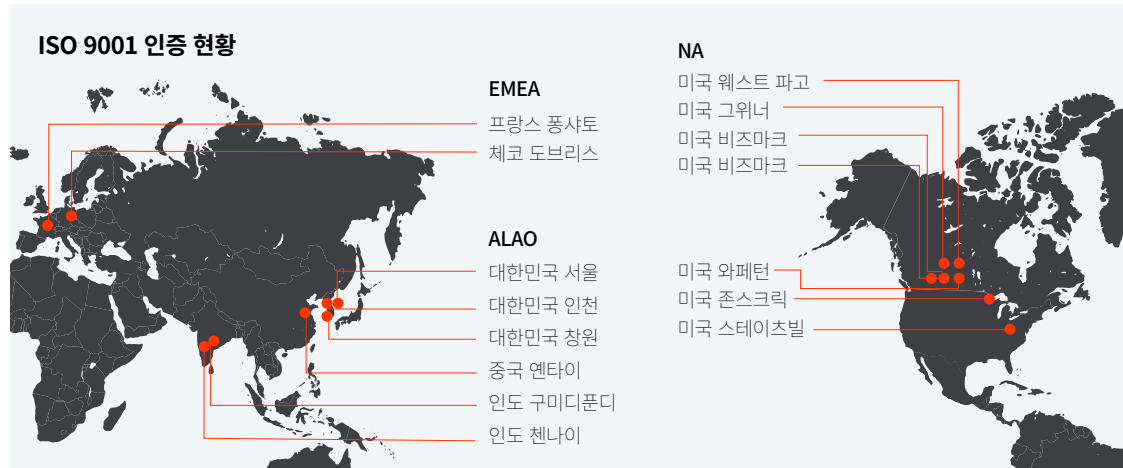 ISO 9001 인증 현황
EMEA
프랑스 퐁샤토
체코 도브리스
ALAO
대한민국 서울
대한민국 인천
대한민국 창원
중국 옌타이
인도 구미디푼디
인도 첸나이
NA
미국 웨스트 파고
미국 그위너
미국 비즈마크
미국 비즈마크
미국 와페턴
미국 존스크릭
미국 스테이츠빌